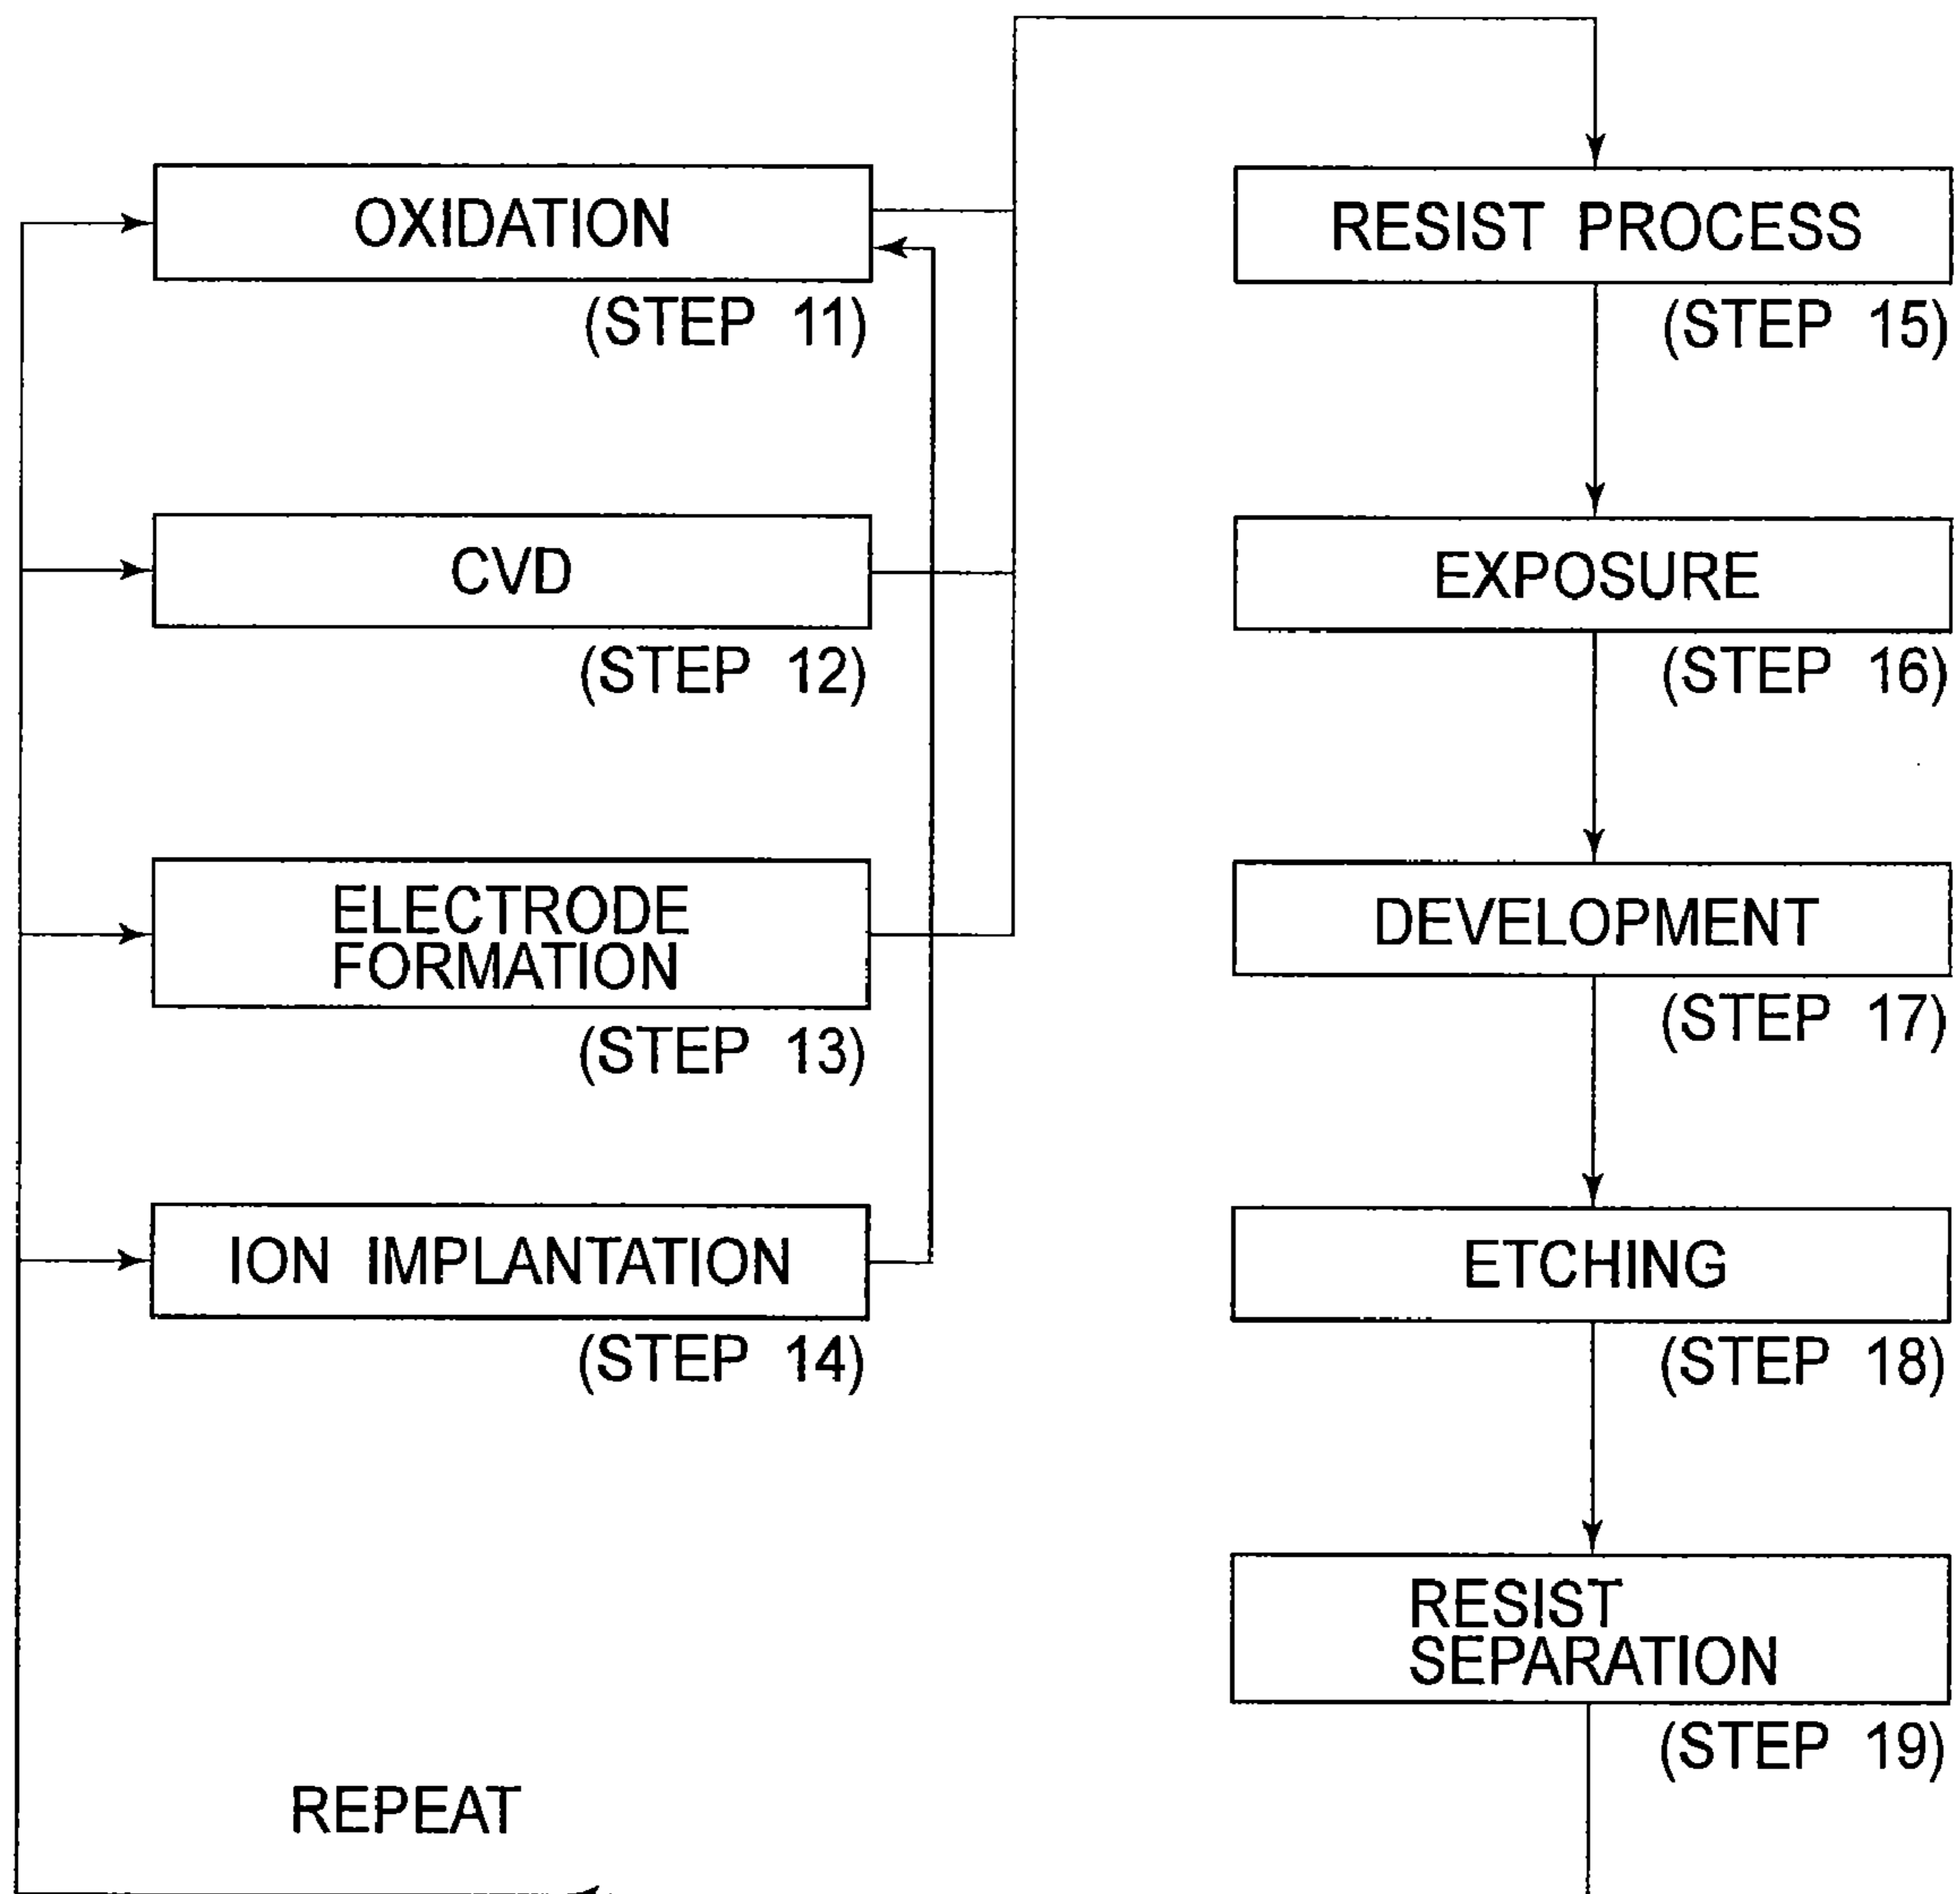 OXIDATION
(STEP 11)
CVD
(STEP 12)
ELECTRODE
FORMATION
(STEP 13)
ION IMPLANTATION
(STEP 14)
REPEAT
RESIST PROCESS
(STEP 15)
EXPOSURE
(STEP 16)
DEVELOPMENT
(STEP 17)
ETCHING
(STEP 18)
RESIST
SEPARATION
(STEP 19)